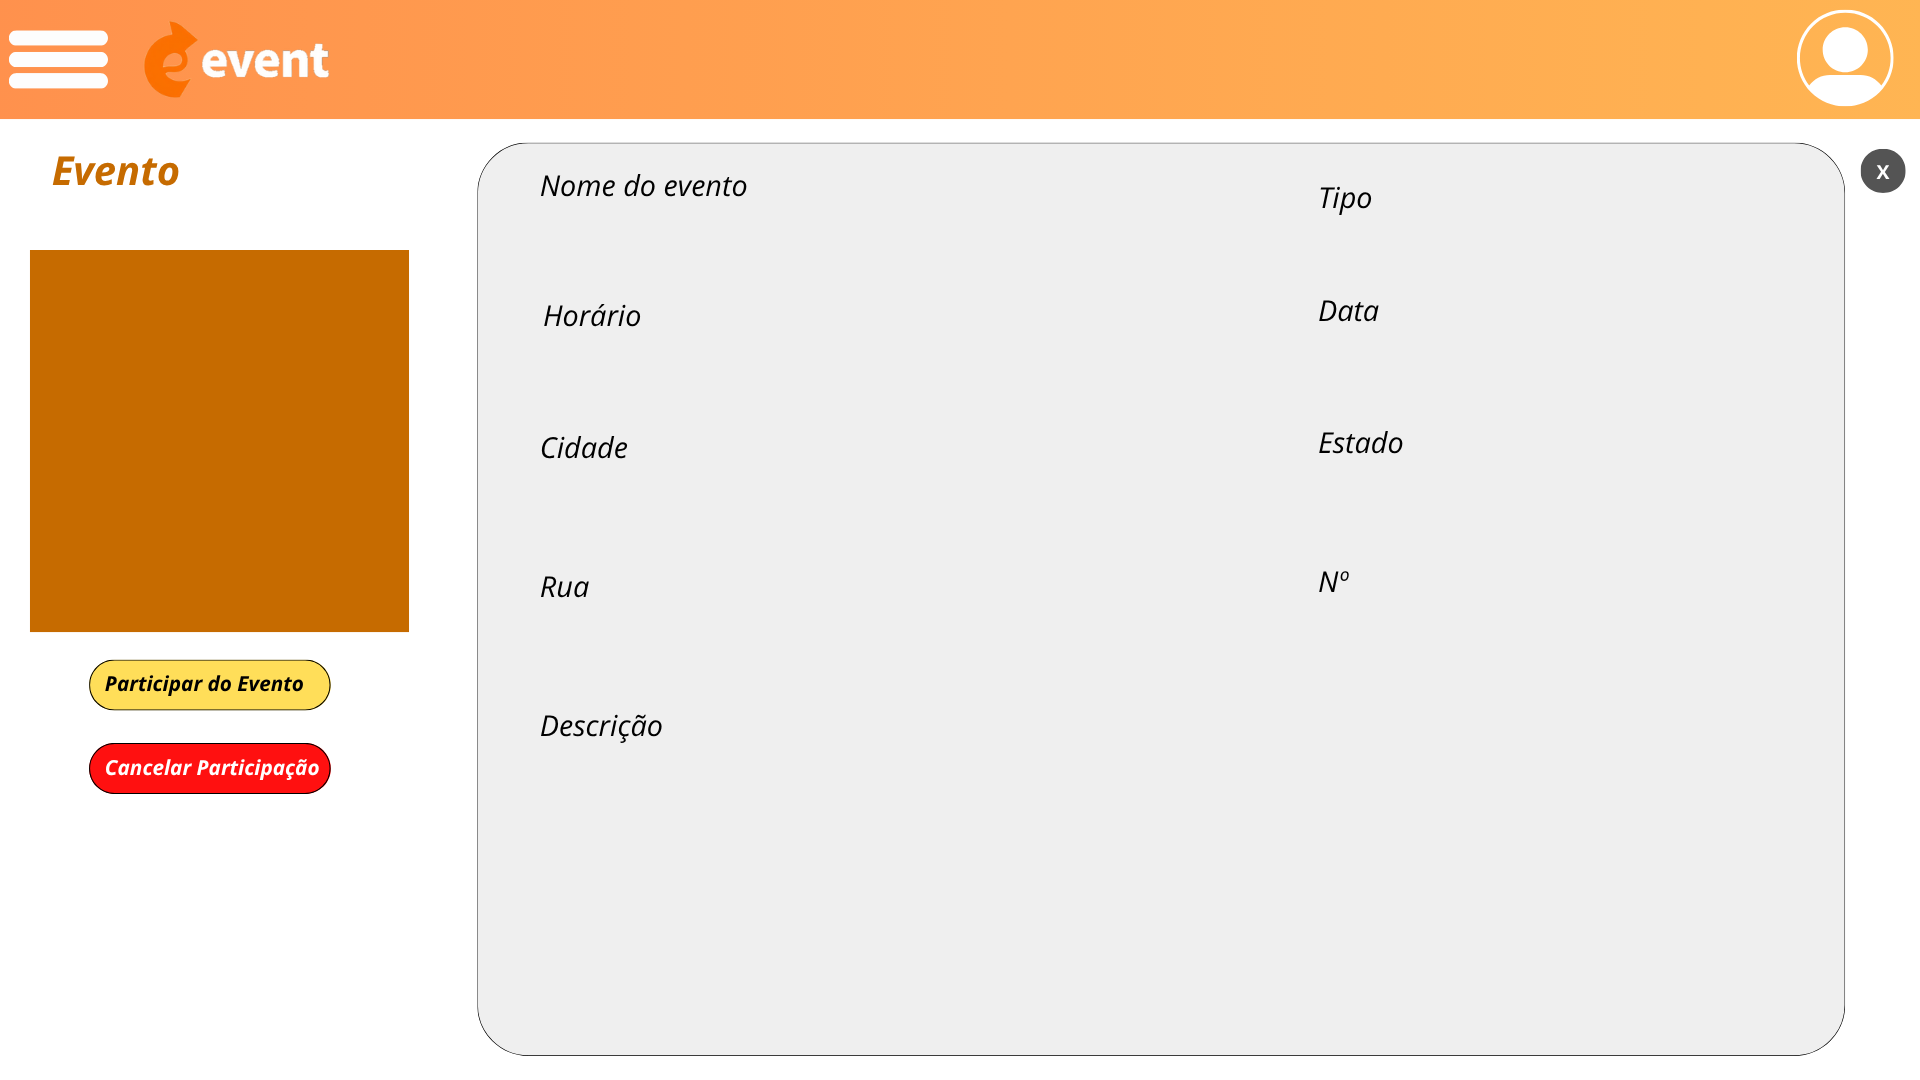 event
Evento
X
Nome do evento
Tipo
Horário
Data
Cidade
Estado
Rua
Nº
Participar do Evento
Descrição
Cancelar Participação